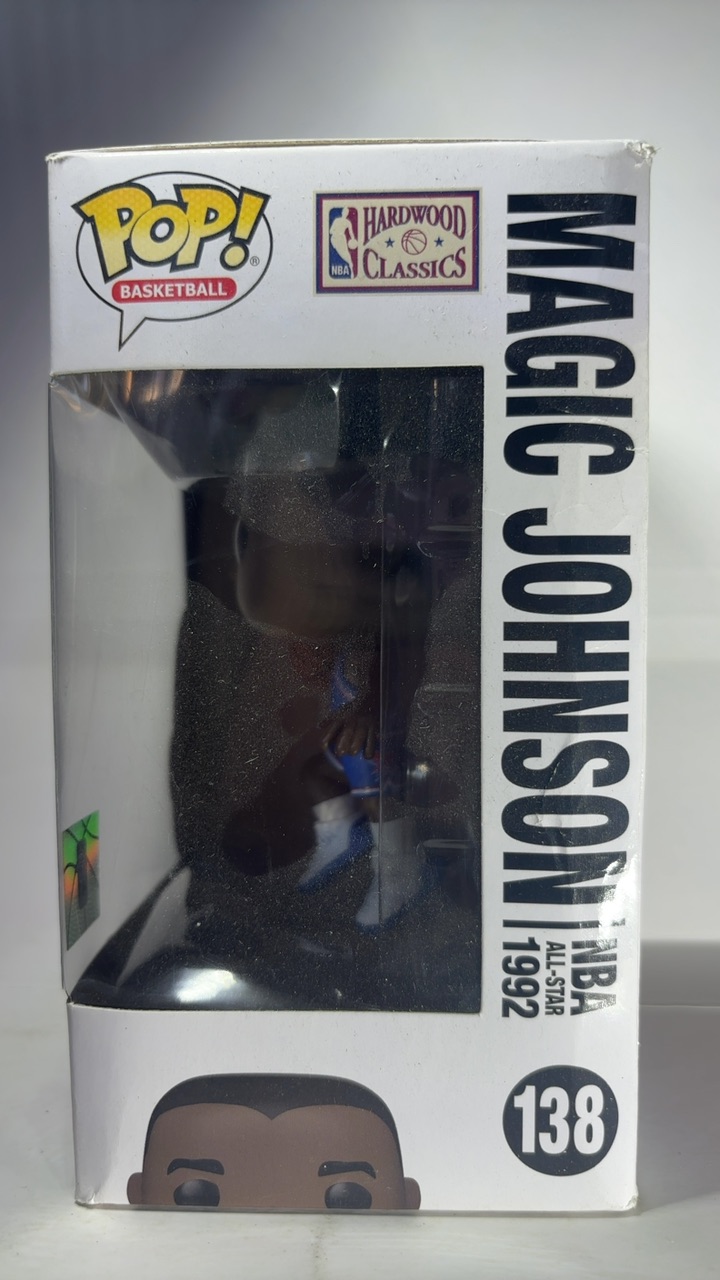 POP!®
BASKETBALL
NBA
HARDWOOD
CLASSICS
MAGIC JOHNSON | NBA
ALL-STAR
1992
138